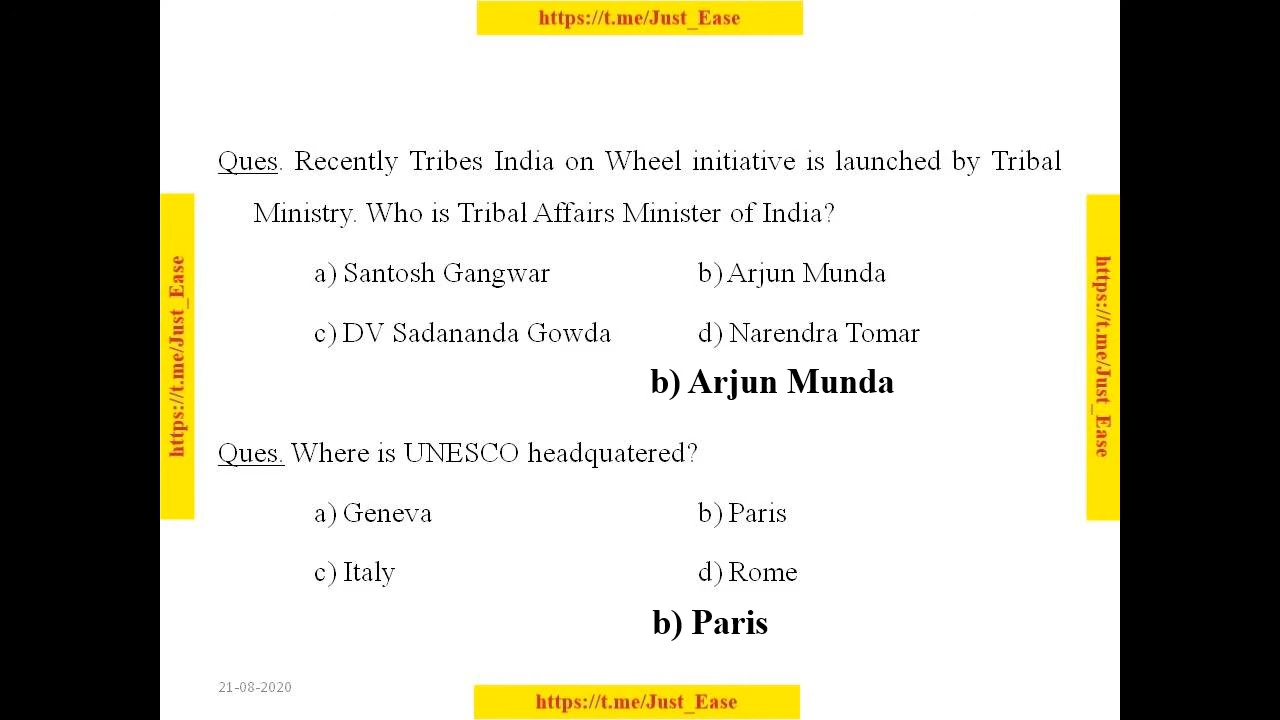 https://t.me/Just_Ease
Ques. Recently Tribes India on Wheel initiative is launched by Tribal
Ministry. Who is Tribal Affairs Minister of India?
a) Santosh Gangwar b) Arjun Munda
c) DV Sadananda Gowda d) Narendra Tomar
b) Arjun Munda
https://t.me/Just_Ease
https://t.me/Just_Ease
Ques. Where is UNESCO headquatered?
a) Geneva b) Paris
c) Italy d) Rome
b) Paris
21-08-2020
https://t.me/Just_Ease